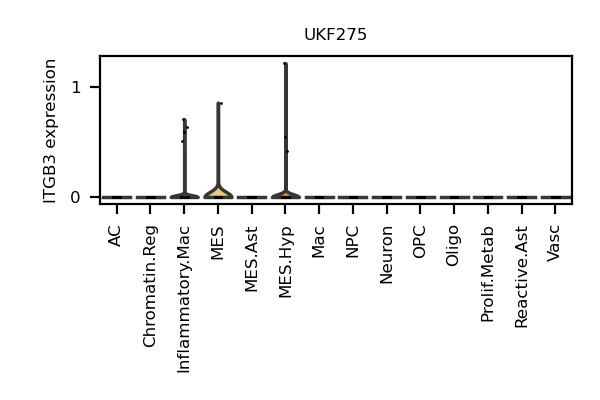 UKF275
ITGB3 expression
1
0
AC
Chromatin.Reg
Inflammatory.Mac
MES
MES.Ast
MES.Hyp
Mac
NPC
Neuron
OPC
Oligo
Prolif.Metab
Reactive.Ast
Vasc